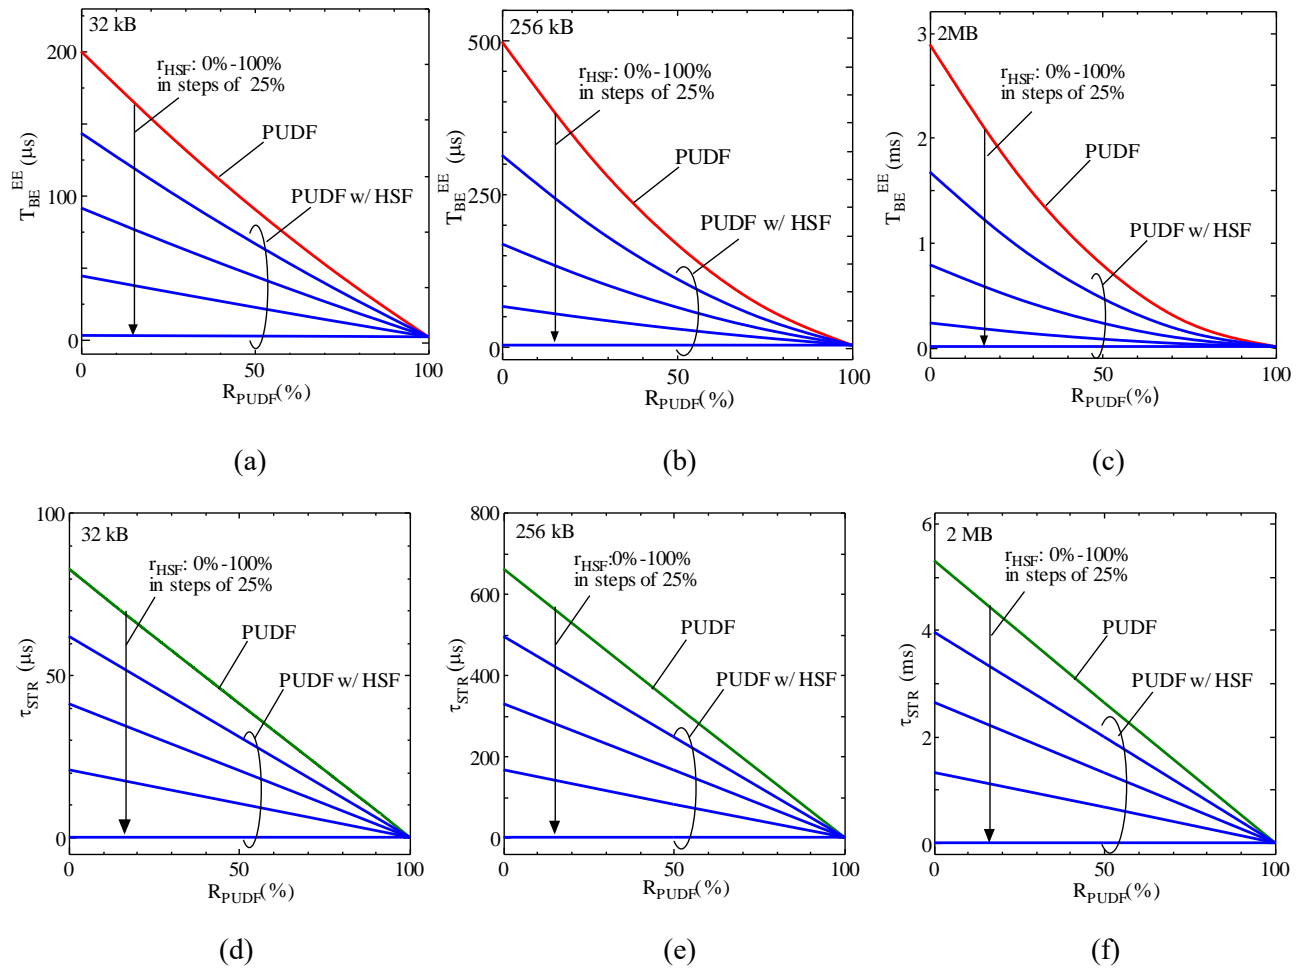 32 kB
200
100
0
T_BE^EE (μs)
r_HSF: 0%-100%
in steps of 25%
PUDF
PUDF w/ HSF
0
50
100
R_PUDF(%)
(a)
256 kB
500
250
0
T_BE^EE (μs)
r_HSF: 0%-100%
in steps of 25%
PUDF
PUDF w/ HSF
0
50
100
R_PUDF(%)
(b)
2MB
3
2
1
0
T_BE^EE (ms)
r_HSF: 0%-100%
in steps of 25%
PUDF
PUDF w/ HSF
0
50
100
R_PUDF(%)
(c)
32 kB
100
50
0
τ_STR (μs)
r_HSF: 0%-100%
in steps of 25%
PUDF
PUDF w/ HSF
0
50
100
R_PUDF(%)
(d)
256 kB
800
600
400
200
0
τ_STR (μs)
r_HSF:0%-100%
in steps of 25%
PUDF
PUDF w/ HSF
0
50
100
R_PUDF(%)
(e)
2 MB
6
4
2
0
τ_STR (ms)
r_HSF: 0%-100%
in steps of 25%
PUDF
PUDF w/ HSF
0
50
100
R_PUDF(%)
(f)